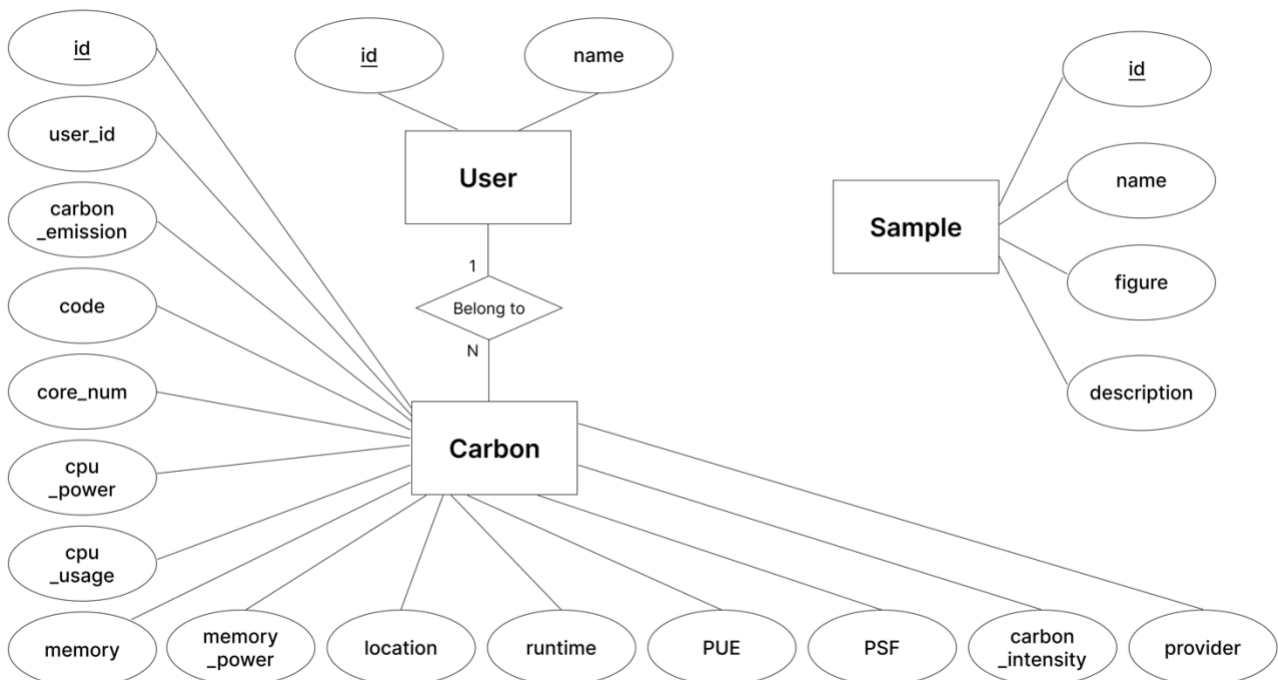 id
id
name
id
user_id
User
name
carbon
_emission
Sample
1
figure
code
Belong to
N
core_num
description
Carbon
cpu
_power
cpu
_usage
memory
memory
_power
location
runtime
PUE
PSF
carbon
_intensity
provider